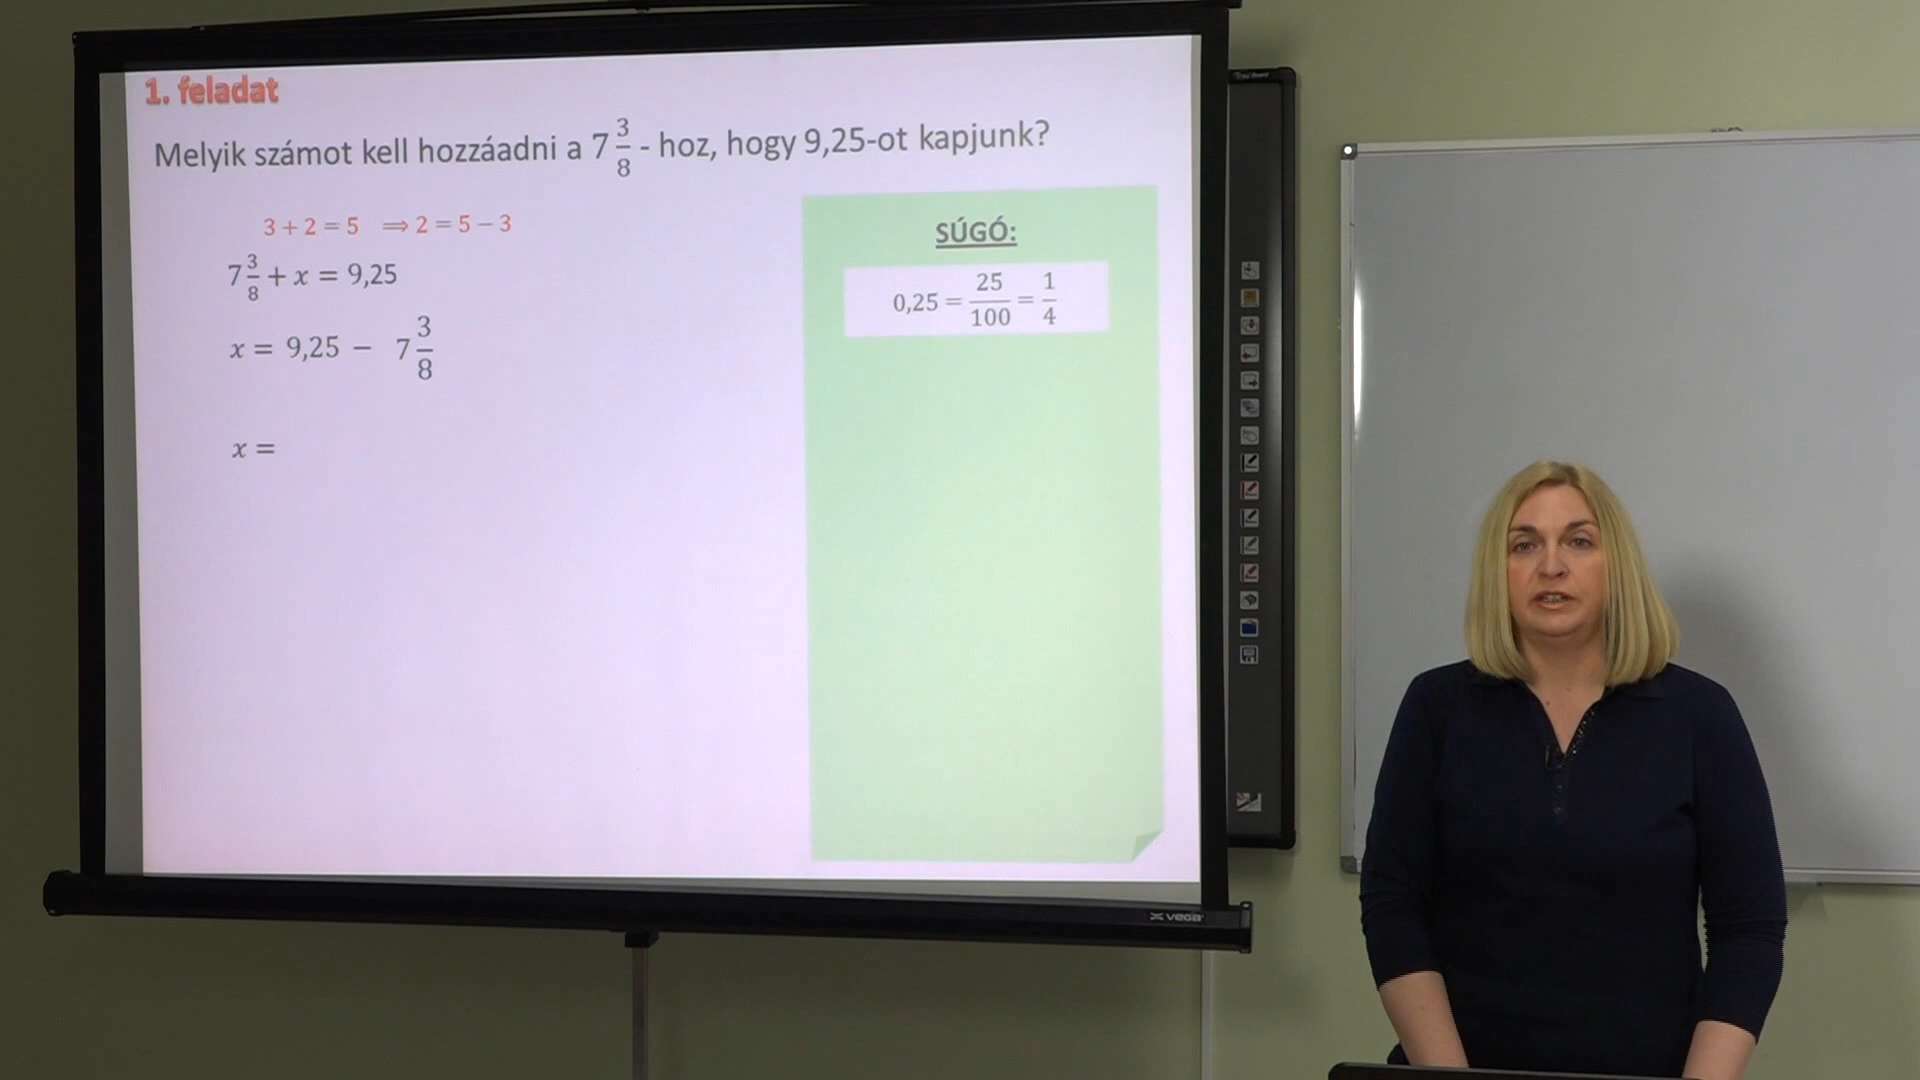 1. feladat
Melyik számot kell hozzáadni a 7 3/8 - hoz, hogy 9,25-ot kapjunk?
3 + 2 = 5 ⟹ 2 = 5 − 3
7 3/8 + x = 9,25
x = 9,25 − 7 3/8
x =
SÚGÓ:
0,25 = 25/100 = 1/4
vega